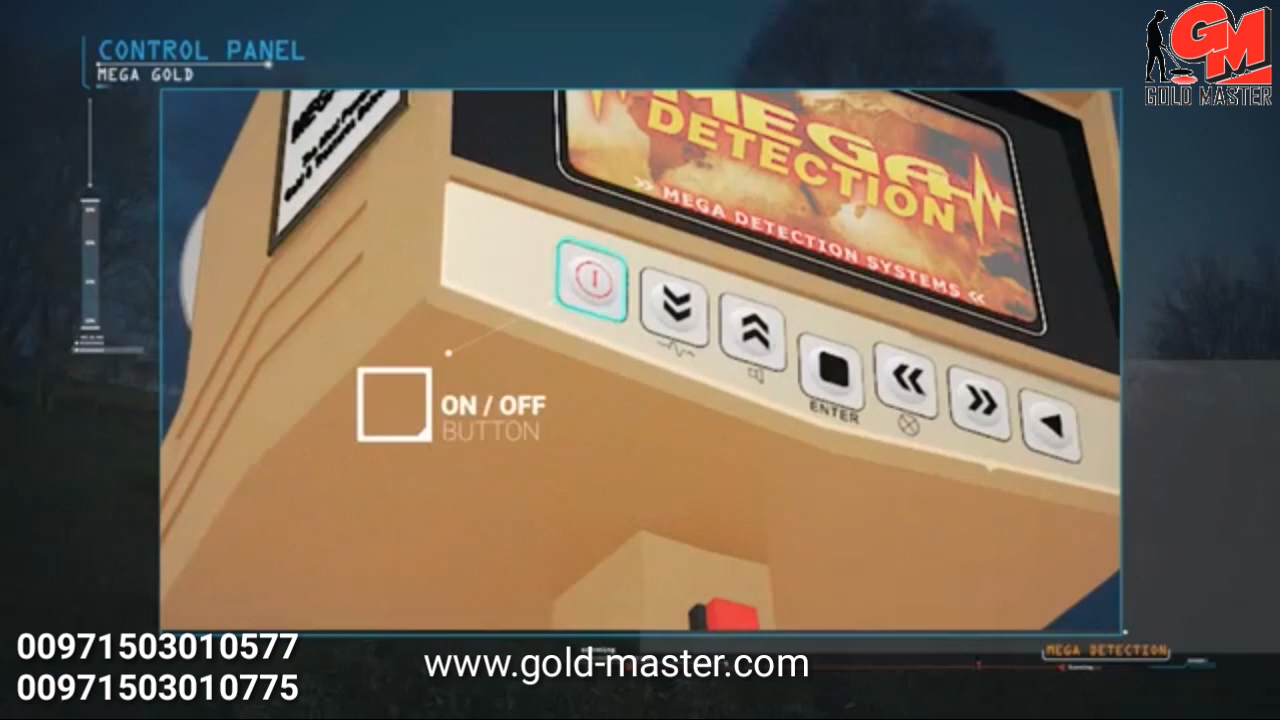 CONTROL PANEL
MEGA GOLD
GM
GOLD MASTER
MEGA
DETECTION
MEGA DETECTION SYSTEMS
ENTER
ON / OFF
BUTTON
00971503010577
00971503010775
www.gold-master.com
MEGA DETECTION